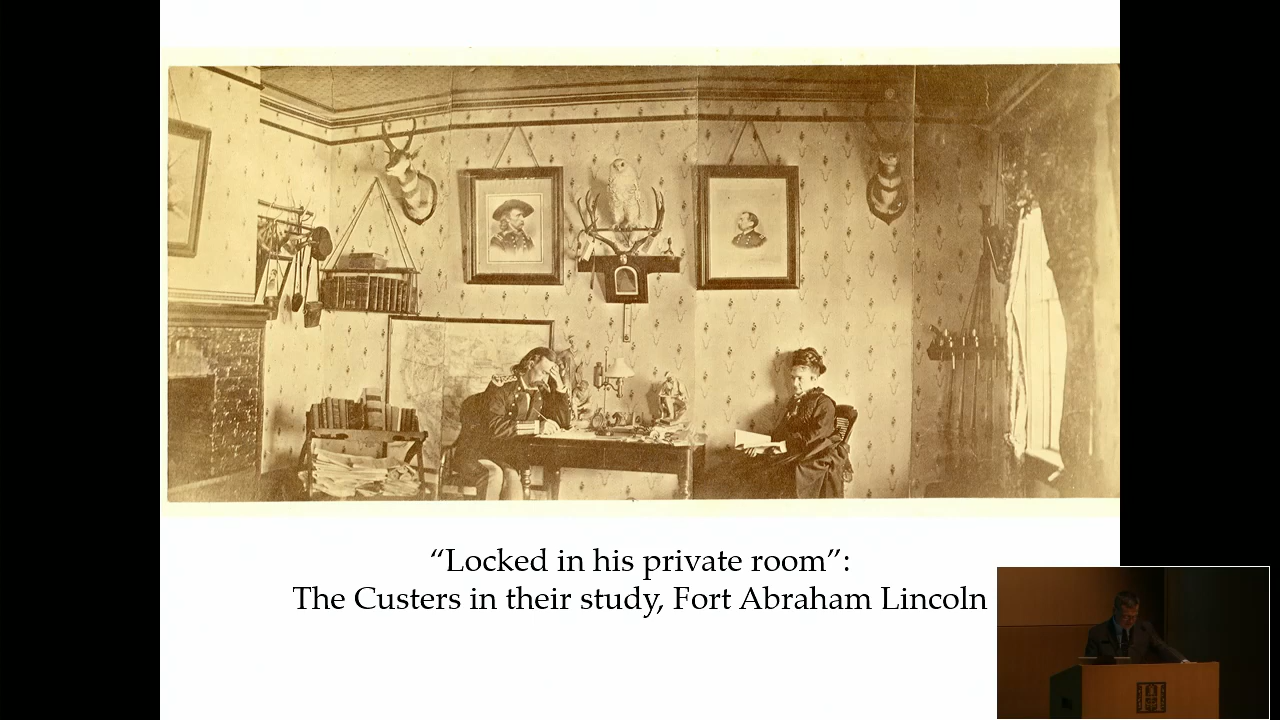 “Locked in his private room”:
The Custers in their study, Fort Abraham Lincoln